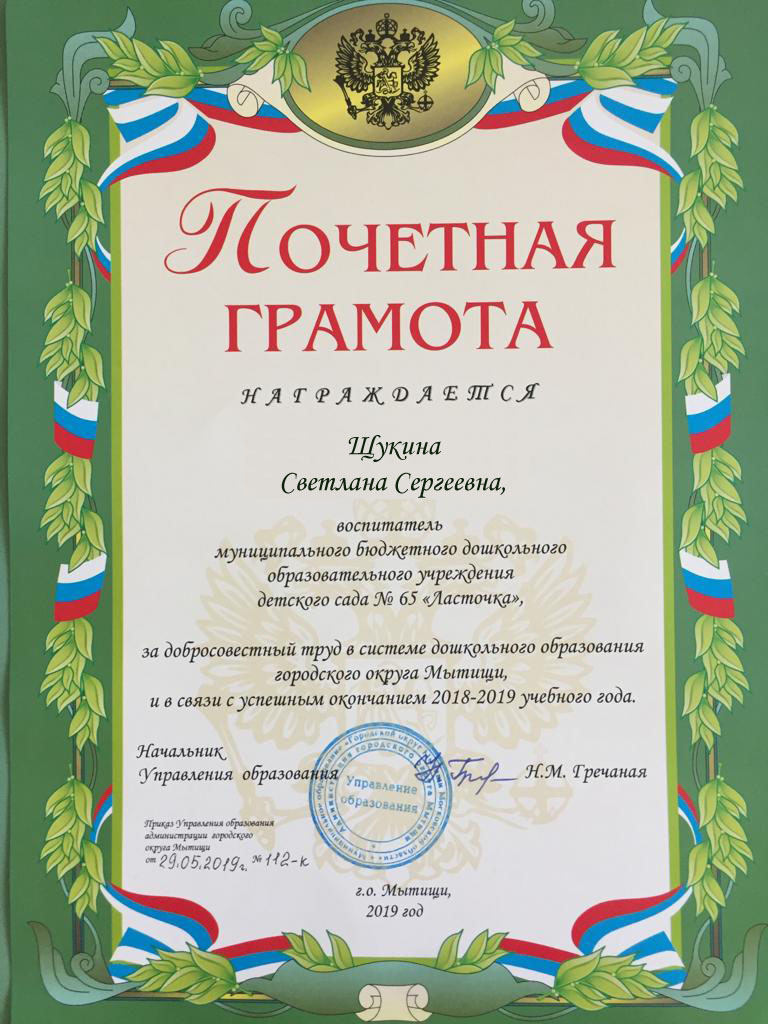 Почетная
ГРАМОТА
НАГРАЖДАЕТСЯ
Щукина
Светлана Сергеевна,
воспитатель
муниципального бюджетного дошкольного
образовательного учреждения
детского сада № 65 «Ласточка»,
за добросовестный труд в системе дошкольного образования
городского округа Мытищи,
и в связи с успешным окончанием 2018-2019 учебного года.
Начальник
Управления образования
Н.М. Гречаная
Управление
образования
Приказ Управления образования
администрации городского
округа Мытищи
от 29.05.2019г. № 112-к
г.о. Мытищи,
2019 год